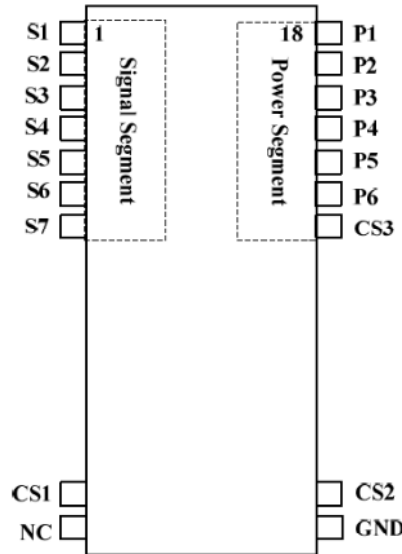 S1 1 18 P1
S2 P2
S3 P3
S4 P4
S5 P5
S6 P6
S7 CS3
Signal Segment
Power Segment
CS1 CS2
NC GND